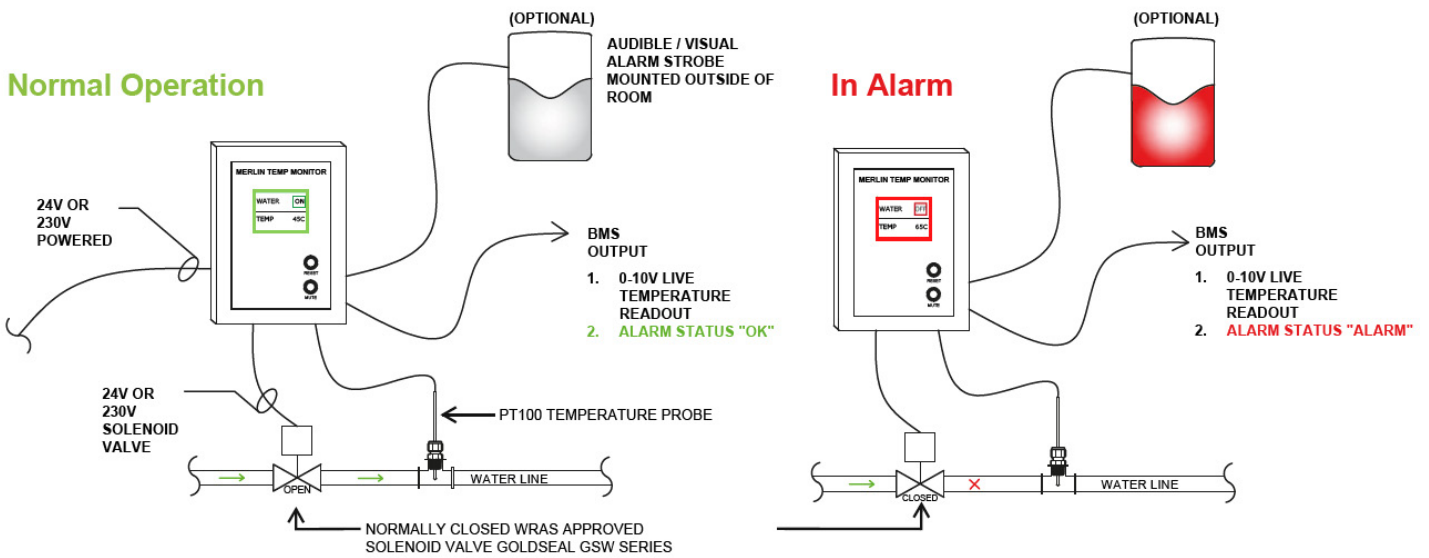 Normal Operation
(OPTIONAL)
AUDIBLE / VISUAL
ALARM STROBE
MOUNTED OUTSIDE OF
ROOM
MERLIN TEMP MONITOR
WATER ON
TEMP 45C
RESET
MUTE
24V OR
230V
POWERED
BMS
OUTPUT
1. 0-10V LIVE
TEMPERATURE
READOUT
2. ALARM STATUS "OK"
24V OR
230V
SOLENOID
VALVE
PT100 TEMPERATURE PROBE
OPEN
WATER LINE
NORMALLY CLOSED WRAS APPROVED
SOLENOID VALVE GOLDSEAL GSW SERIES
In Alarm
(OPTIONAL)
MERLIN TEMP MONITOR
WATER OFF
TEMP 65C
RESET
MUTE
BMS
OUTPUT
1. 0-10V LIVE
TEMPERATURE
READOUT
2. ALARM STATUS "ALARM"
CLOSED
WATER LINE